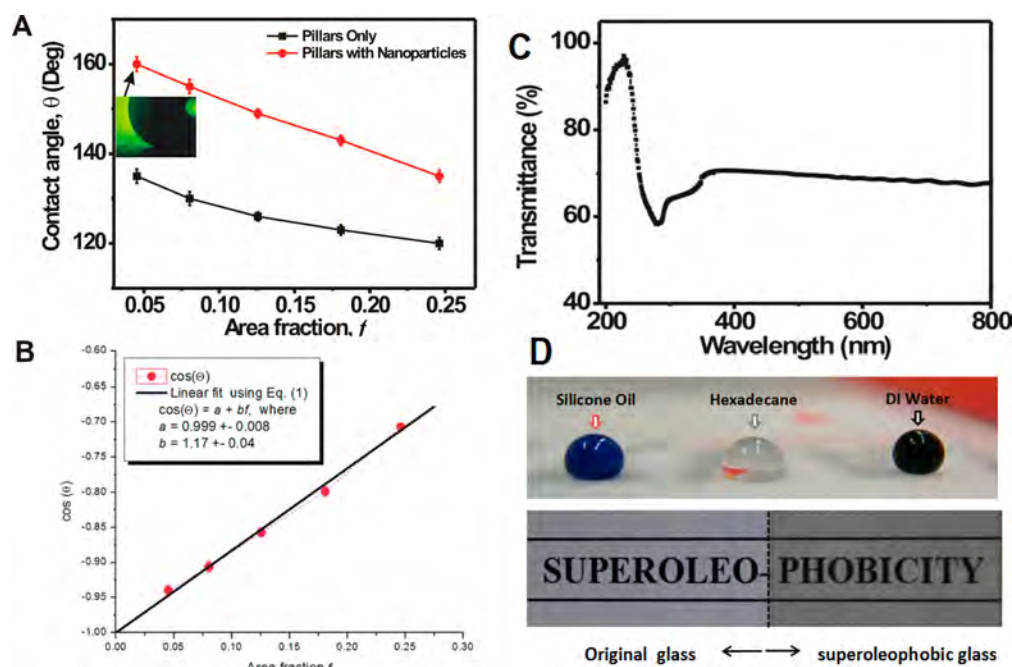 A
Pillars Only
Pillars with Nanoparticles
Contact angle, θ (Deg)
160
140
120
0.05 0.10 0.15 0.20 0.25
Area fraction, f
B
cos(Θ)
Linear fit using Eq. (1)
cos(Θ) = a + bf, where
a = 0.999 +- 0.008
b = 1.17 +- 0.04
cos (θ)
-0.60
-0.65
-0.70
-0.75
-0.80
-0.85
-0.90
-0.95
-1.00
0.00 0.05 0.10 0.15 0.20 0.25 0.30
Area fraction f
C
Transmittance (%)
100
80
60
40
200 400 600 800
Wavelength (nm)
D
Silicone Oil Hexadecane DI Water
SUPEROLEO-PHOBICITY
Original glass superoleophobic glass